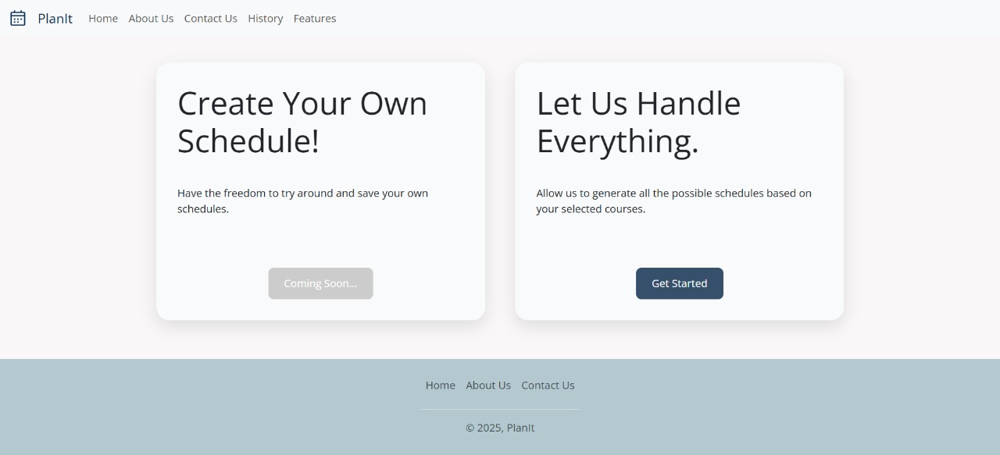 PlanIt Home About Us Contact Us History Features
Create Your Own
Schedule!
Have the freedom to try around and save your own
schedules.
Coming Soon...
Let Us Handle
Everything.
Allow us to generate all the possible schedules based on
your selected courses.
Get Started
Home About Us Contact Us
© 2025, PlanIt